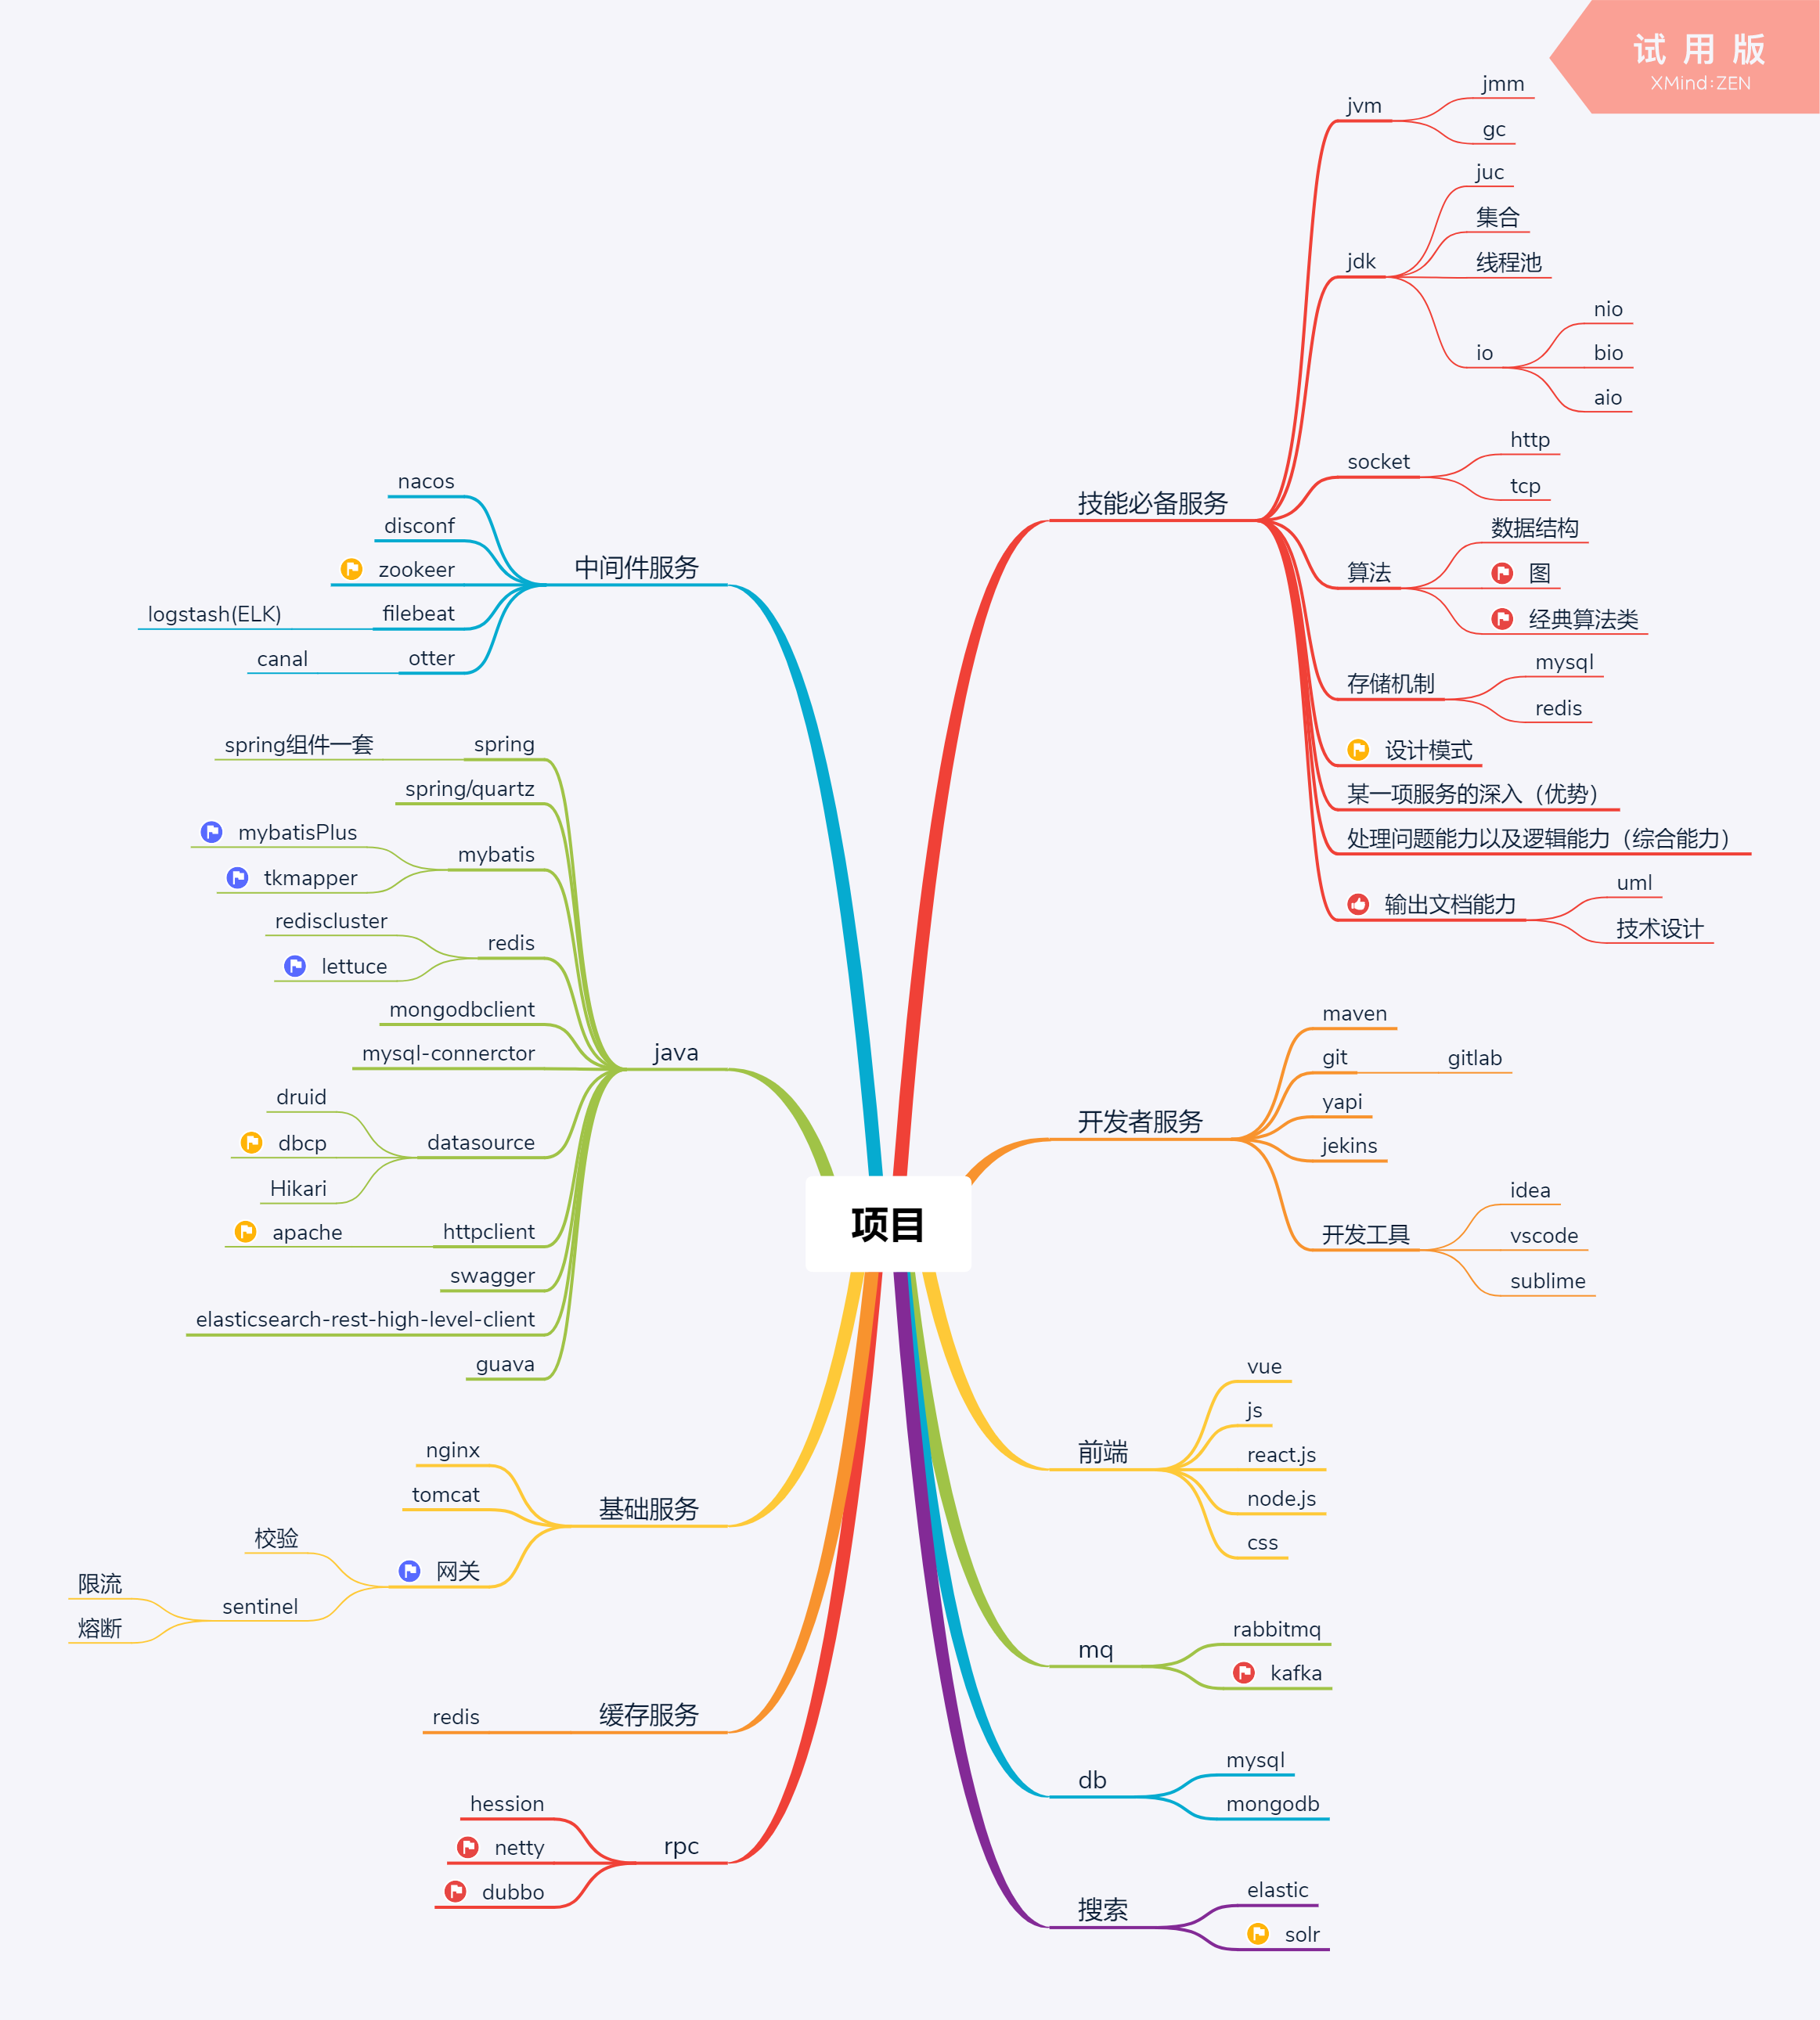 试用版
XMind:ZEN
项目
技能必备服务
jvm
jmm
gc
jdk
juc
集合
线程池
io
nio
bio
aio
socket
http
tcp
算法
数据结构
图
经典算法类
存储机制
mysql
redis
设计模式
某一项服务的深入（优势）
处理问题能力以及逻辑能力（综合能力）
输出文档能力
uml
技术设计
开发者服务
maven
git
gitlab
yapi
jekins
开发工具
idea
vscode
sublime
前端
vue
js
react.js
node.js
css
mq
rabbitmq
kafka
db
mysql
mongodb
搜索
elastic
solr
中间件服务
nacos
disconf
zookeer
filebeat
logstash(ELK)
otter
canal
java
spring
spring组件一套
spring/quartz
mybatis
mybatisPlus
tkmapper
redis
rediscluster
lettuce
mongodbclient
mysql-connerctor
datasource
druid
dbcp
Hikari
httpclient
apache
swagger
elasticsearch-rest-high-level-client
guava
基础服务
nginx
tomcat
网关
校验
sentinel
限流
熔断
缓存服务
redis
rpc
hession
netty
dubbo